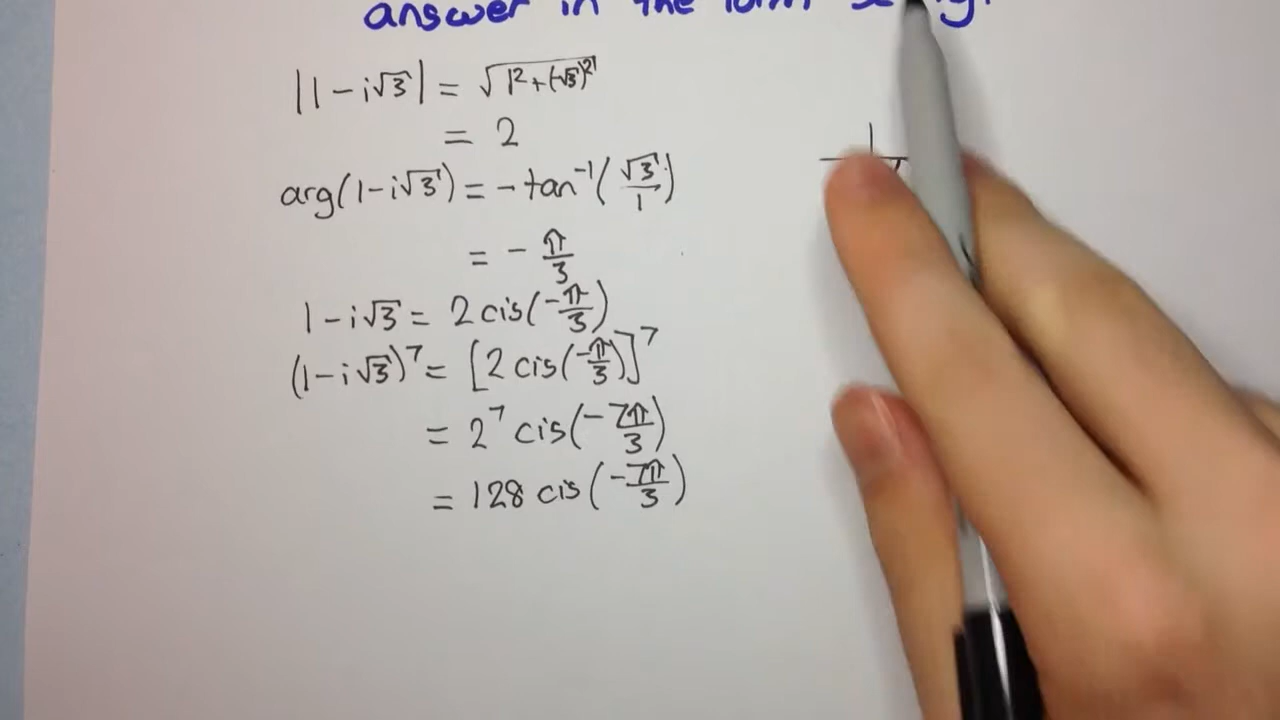 answer in the form
|1-i√3| = √(1²+(-√3)²)
= 2
arg(1-i√3) = -tan⁻¹(√3/1)
= -π/3
1-i√3 = 2 cis(-π/3)
(1-i√3)⁷ = [2 cis(-π/3)]⁷
= 2⁷ cis(-7π/3)
= 128 cis(-7π/3)